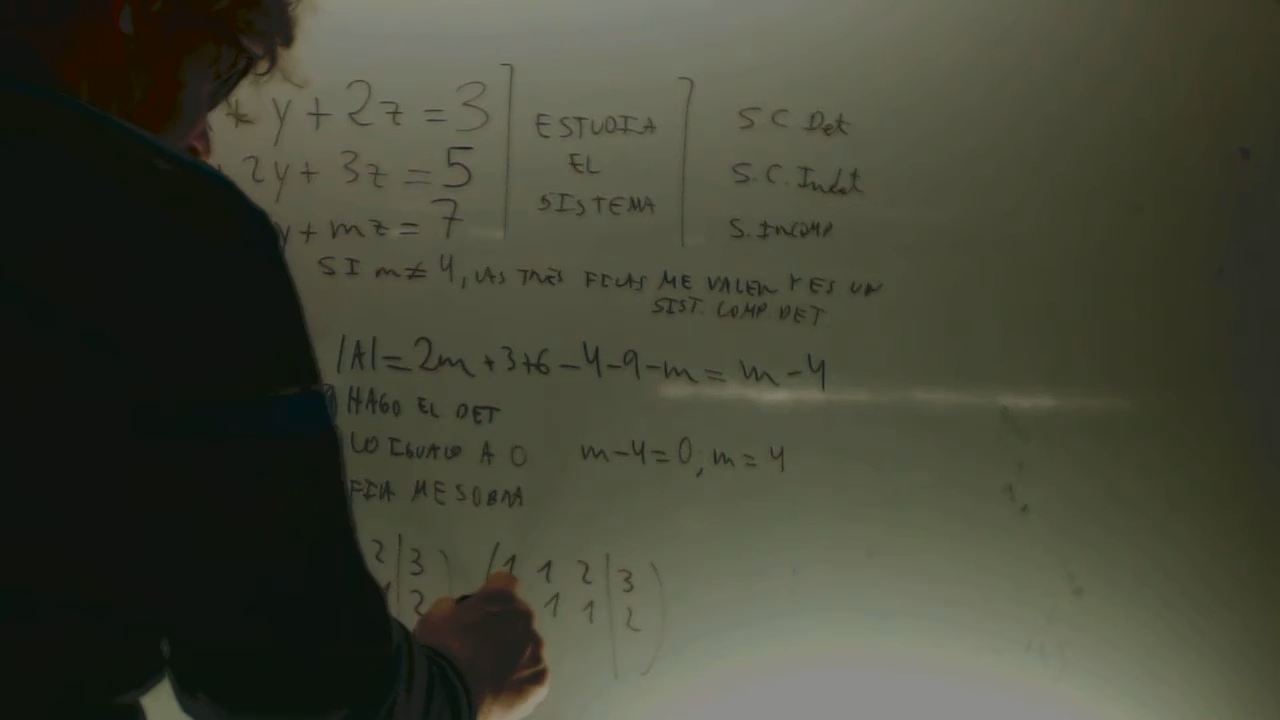 y + 2z = 3
2y + 3z = 5
y + mz = 7
ESTUDIA
EL
SISTEMA
S C Det
S.C. Indet
S. INCOMP
SI m ≠ 4, LAS TRES FILAS ME VALEN Y ES UN
SIST. COMP DET
|A| = 2m + 3 + 6 - 4 - 9 - m = m - 4
HAGO EL DET
LO IGUALO A 0 m - 4 = 0; m = 4
FILA ME SOBRA
2 | 3 ) ( 1 1 2 | 3 )
2 1 1 | 2